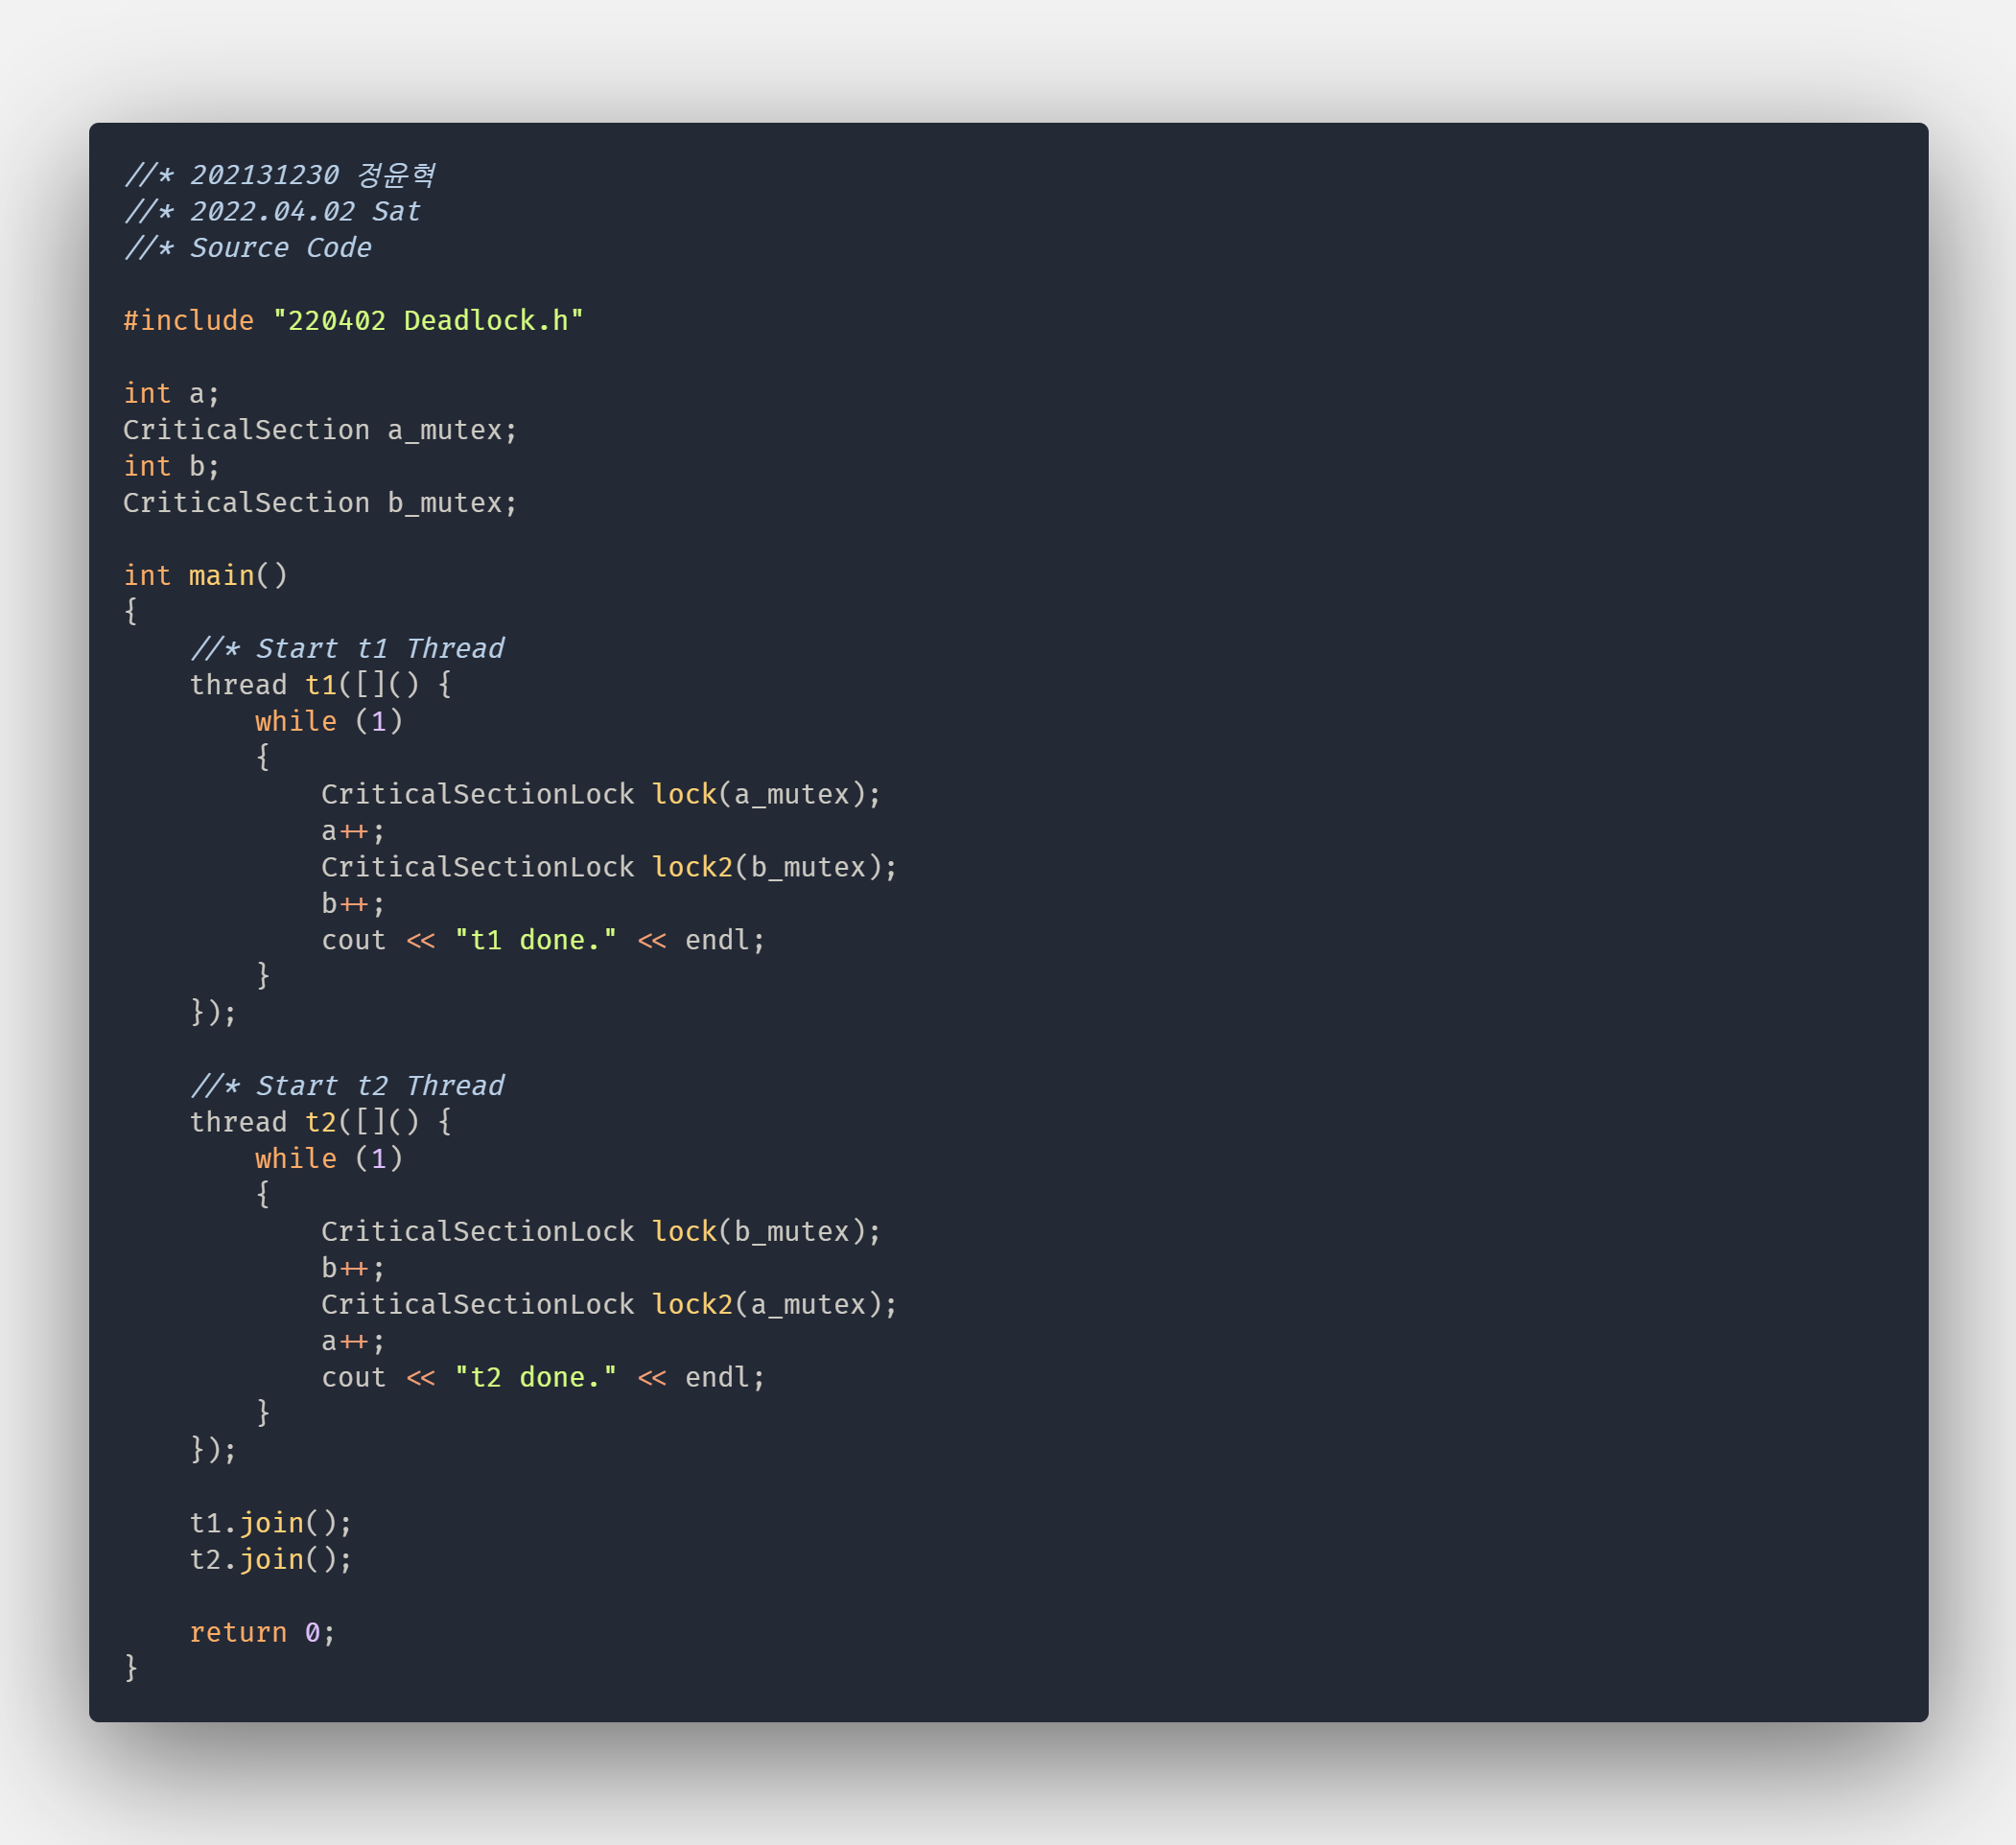 //* 202131230 정윤혁
//* 2022.04.02 Sat
//* Source Code
#include "220402 Deadlock.h"
int a;
CriticalSection a_mutex;
int b;
CriticalSection b_mutex;
int main()
{
    //* Start t1 Thread
    thread t1([]() {
        while (1)
        {
            CriticalSectionLock lock(a_mutex);
            a++;
            CriticalSectionLock lock2(b_mutex);
            b++;
            cout << "t1 done." << endl;
        }
    });
    //* Start t2 Thread
    thread t2([]() {
        while (1)
        {
            CriticalSectionLock lock(b_mutex);
            b++;
            CriticalSectionLock lock2(a_mutex);
            a++;
            cout << "t2 done." << endl;
        }
    });
    t1.join();
    t2.join();
    return 0;
}